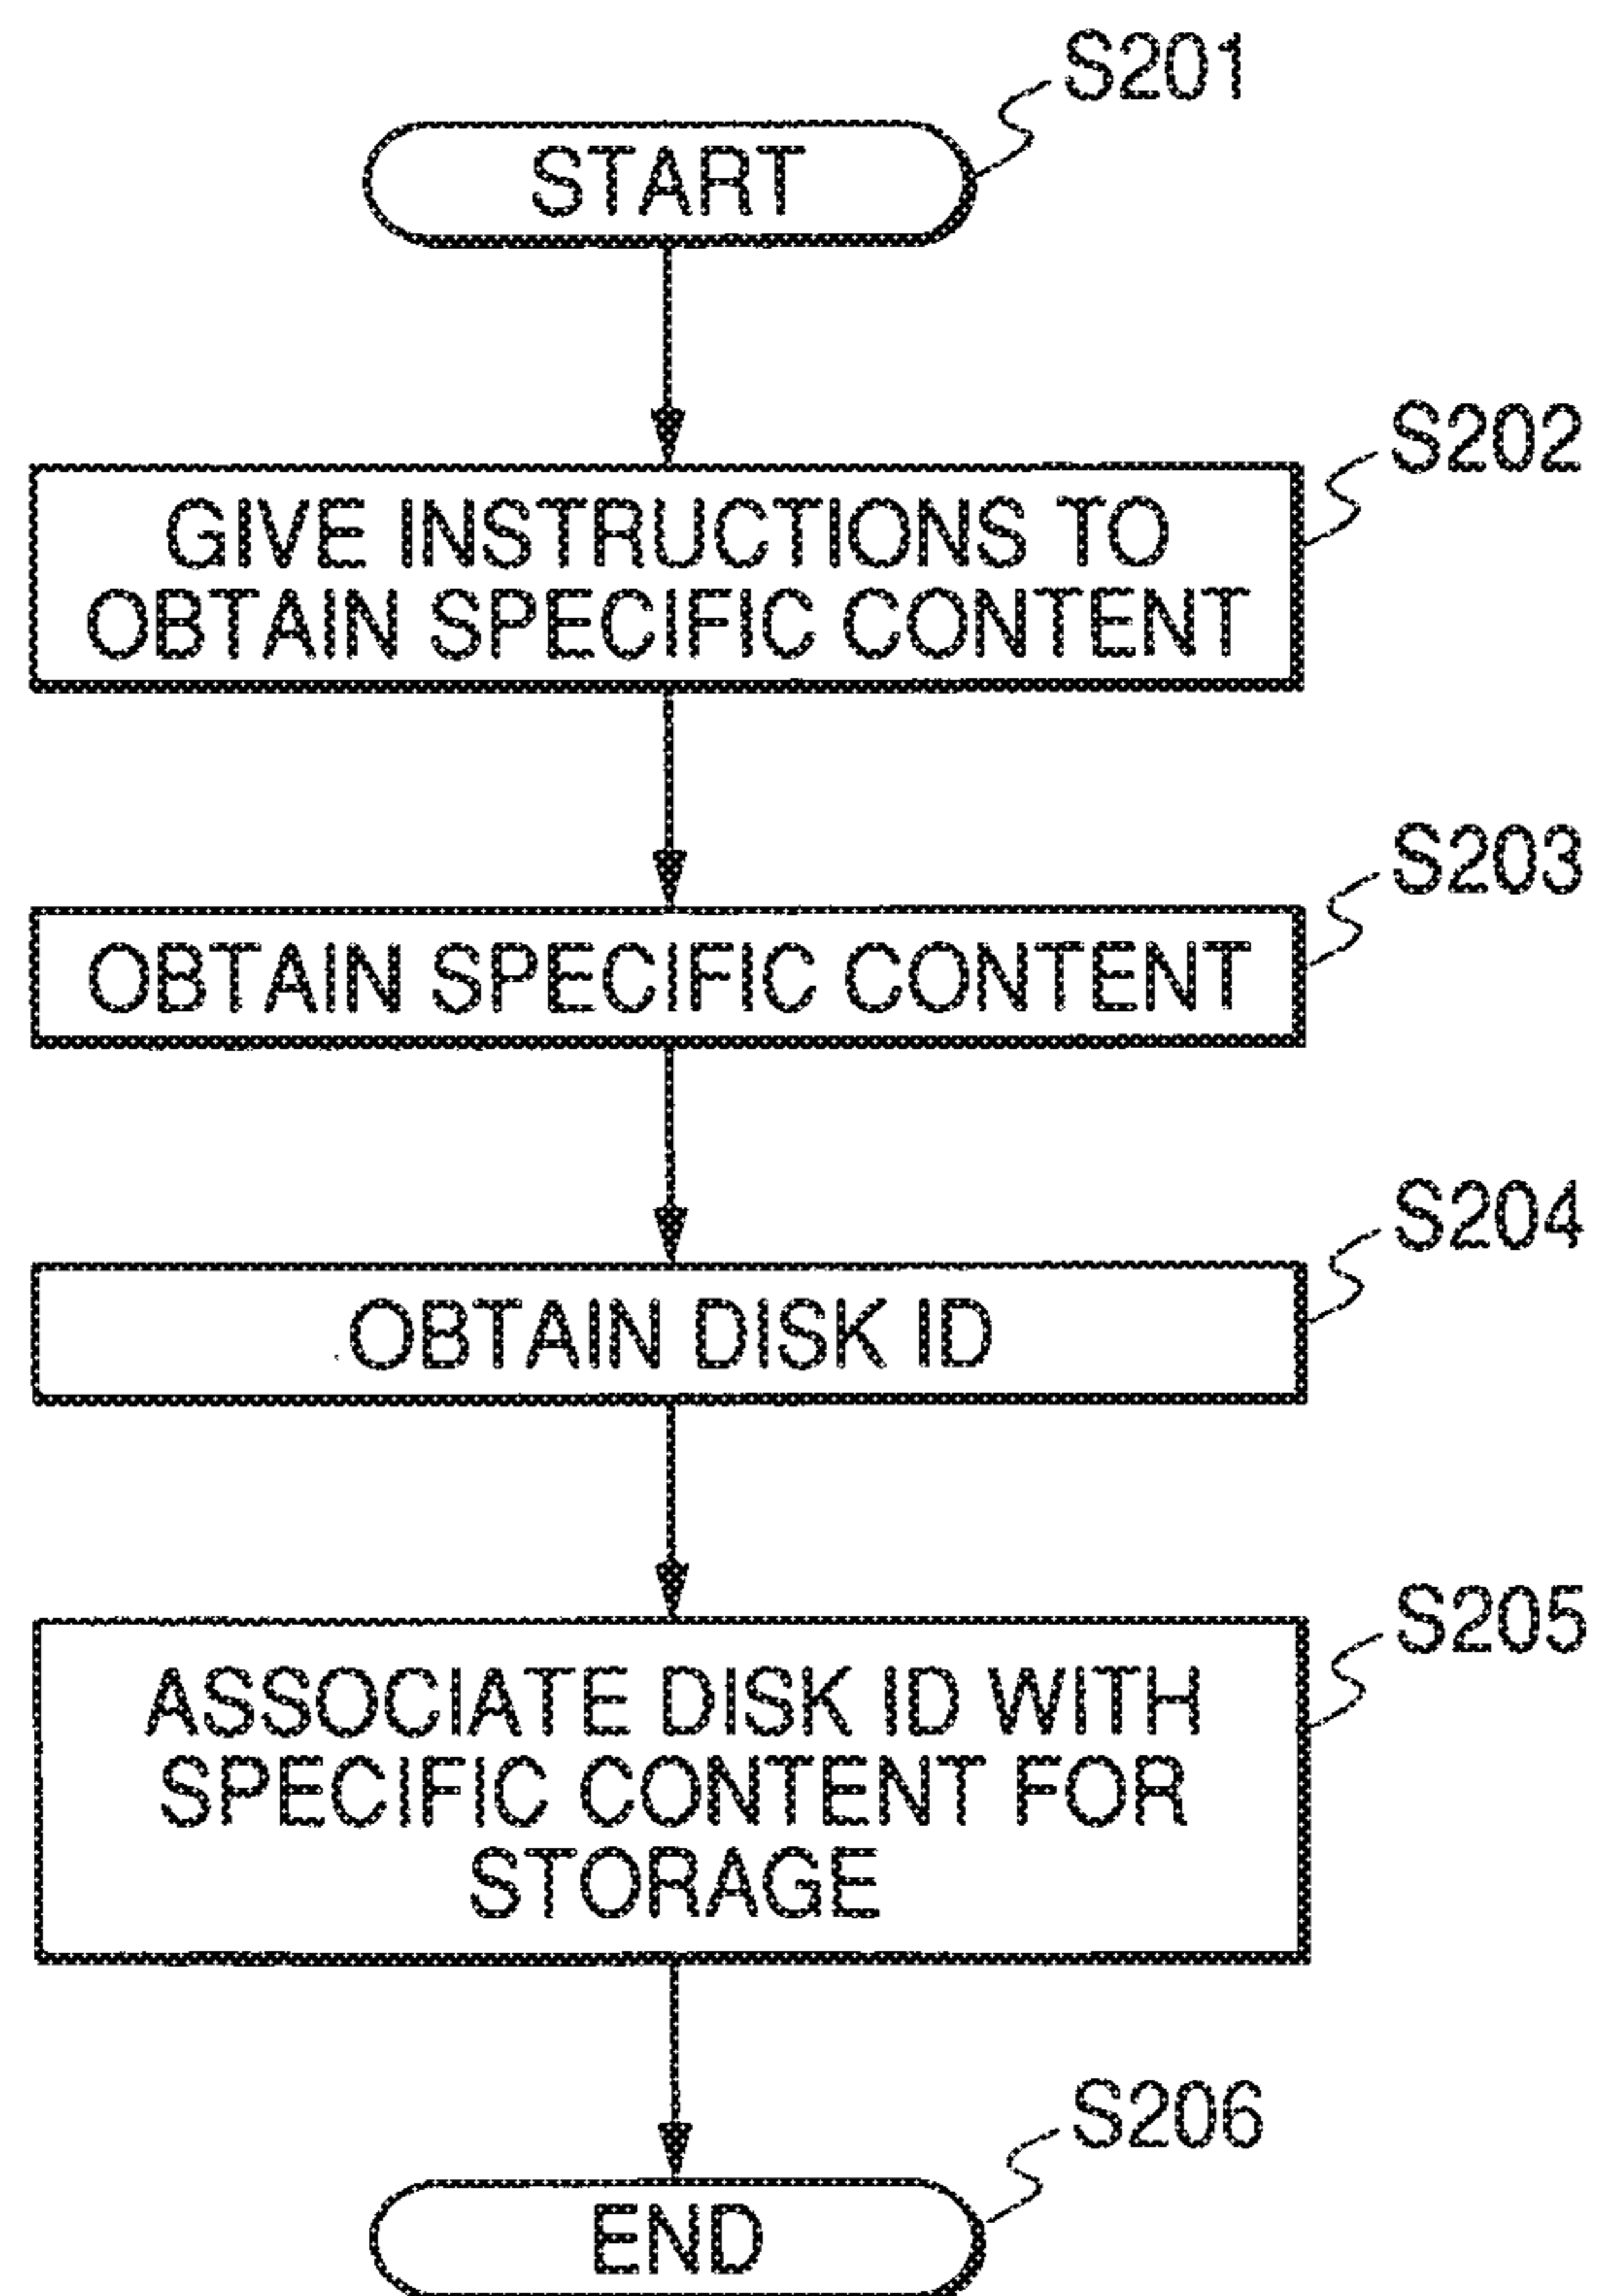 S201
START
S202
GIVE INSTRUCTIONS TO
OBTAIN SPECIFIC CONTENT
S203
OBTAIN SPECIFIC CONTENT
S204
OBTAIN DISK ID
S205
ASSOCIATE DISK ID WITH
SPECIFIC CONTENT FOR
STORAGE
S206
END